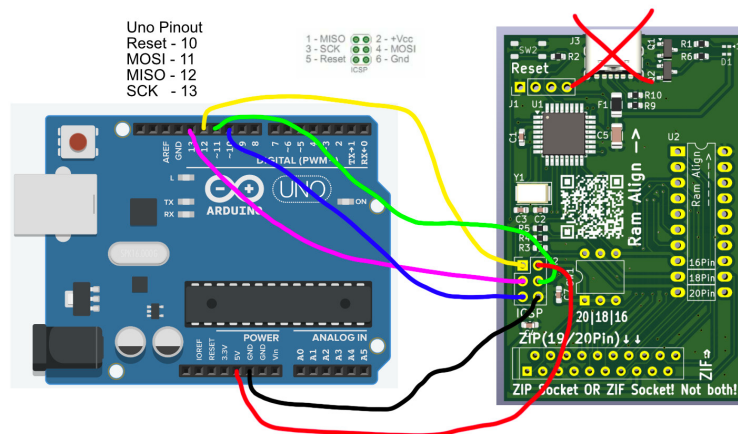 Uno Pinout
Reset - 10
MOSI - 11
MISO - 12
SCK - 13
1 - MISO
2 - +Vcc
3 - SCK
4 - MOSI
5 - Reset
6 - Gnd
ICSP
AREF
GND
13
12
~11
~10
~9
8
7
~6
~5
4
~3
2
TX→1
RX←0
DIGITAL (PWM~)
L
TX
RX
ARDUINO
UNO
ON
IOREF
RESET
3.3V
5V
GND
GND
Vin
POWER
ANALOG IN
A0
A1
A2
A3
A4
A5
SW2
R2
J3
Q1
Q2
R1
R6
D1
Reset
J1
U1
F1
R10
R9
C1
C5
U2
Ram Align ->
Ram Align
Y1
C3
C2
R5
R4
R3
16Pin
18Pin
20Pin
C7
ICSP
20|18|16
ZIP(19/20Pin)↓↓
ZIF
ZIP Socket OR ZIF Socket! Not both!